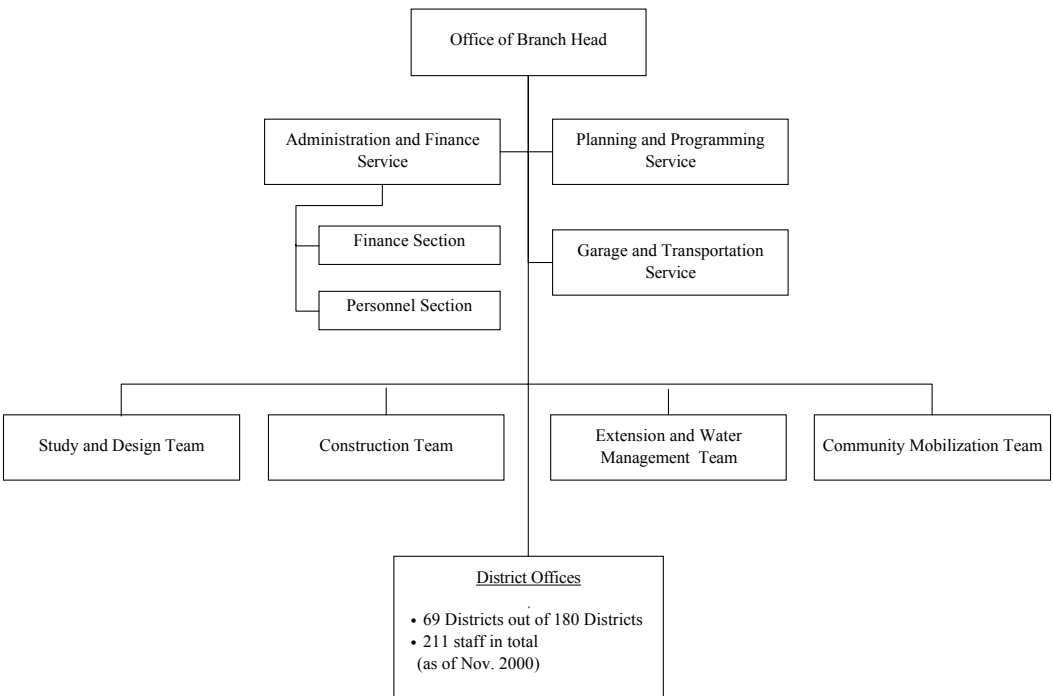 Office of Branch Head
Administration and Finance
Service
Planning and Programming
Service
Finance Section
Garage and Transportation
Service
Personnel Section
Study and Design Team
Construction Team
Extension and Water
Management Team
Community Mobilization Team
District Offices
.
• 69 Districts out of 180 Districts
• 211 staff in total
(as of Nov. 2000)